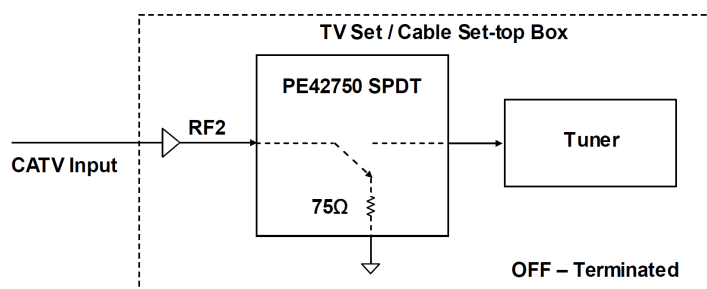 TV Set / Cable Set-top Box
PE42750 SPDT
RF2
Tuner
CATV Input
75Ω
OFF – Terminated